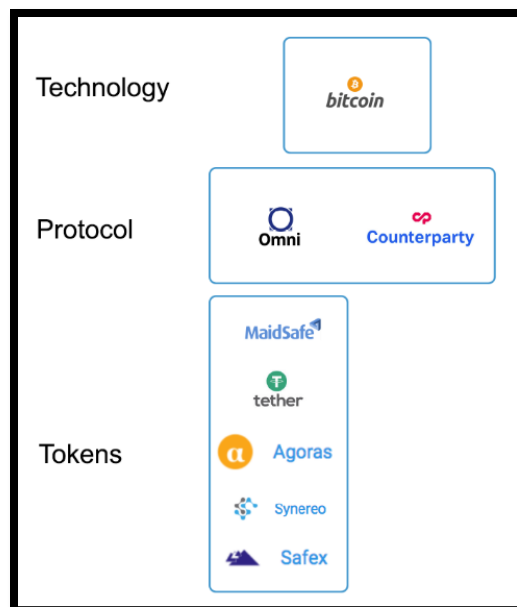 Technology
bitcoin
Protocol
Omni
Counterparty
MaidSafe
tether
Tokens
Agoras
Synereo
Safex